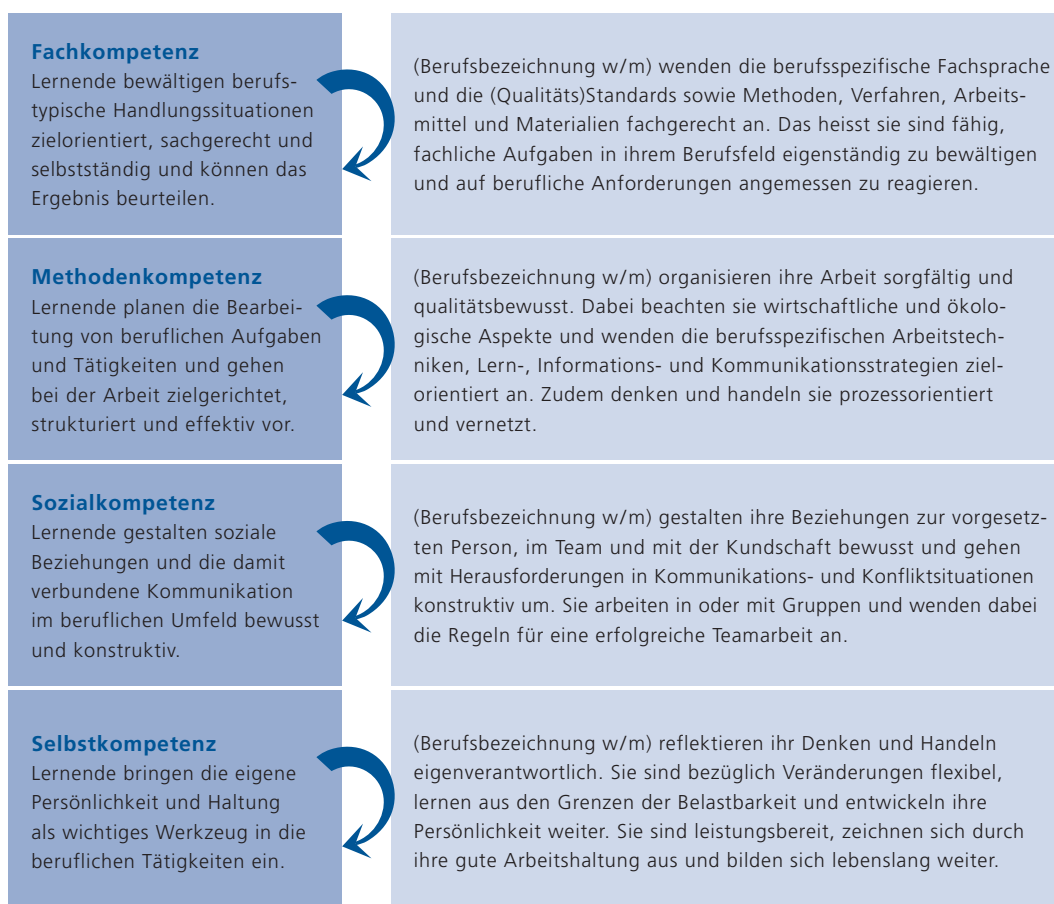 Fachkompetenz
Lernende bewältigen berufs-
typische Handlungssituationen
zielorientiert, sachgerecht und
selbstständig und können das
Ergebnis beurteilen.
(Berufsbezeichnung w/m) wenden die berufsspezifische Fachsprache
und die (Qualitäts)Standards sowie Methoden, Verfahren, Arbeits-
mittel und Materialien fachgerecht an. Das heisst sie sind fähig,
fachliche Aufgaben in ihrem Berufsfeld eigenständig zu bewältigen
und auf berufliche Anforderungen angemessen zu reagieren.
Methodenkompetenz
Lernende planen die Bearbei-
tung von beruflichen Aufgaben
und Tätigkeiten und gehen
bei der Arbeit zielgerichtet,
strukturiert und effektiv vor.
(Berufsbezeichnung w/m) organisieren ihre Arbeit sorgfältig und
qualitätsbewusst. Dabei beachten sie wirtschaftliche und ökolo-
gische Aspekte und wenden die berufsspezifischen Arbeitstech-
niken, Lern-, Informations- und Kommunikationsstrategien ziel-
orientiert an. Zudem denken und handeln sie prozessorientiert
und vernetzt.
Sozialkompetenz
Lernende gestalten soziale
Beziehungen und die damit
verbundene Kommunikation
im beruflichen Umfeld bewusst
und konstruktiv.
(Berufsbezeichnung w/m) gestalten ihre Beziehungen zur vorgesetz-
ten Person, im Team und mit der Kundschaft bewusst und gehen
mit Herausforderungen in Kommunikations- und Konfliktsituationen
konstruktiv um. Sie arbeiten in oder mit Gruppen und wenden dabei
die Regeln für eine erfolgreiche Teamarbeit an.
Selbstkompetenz
Lernende bringen die eigene
Persönlichkeit und Haltung
als wichtiges Werkzeug in die
beruflichen Tätigkeiten ein.
(Berufsbezeichnung w/m) reflektieren ihr Denken und Handeln
eigenverantwortlich. Sie sind bezüglich Veränderungen flexibel,
lernen aus den Grenzen der Belastbarkeit und entwickeln ihre
Persönlichkeit weiter. Sie sind leistungsbereit, zeichnen sich durch
ihre gute Arbeitshaltung aus und bilden sich lebenslang weiter.